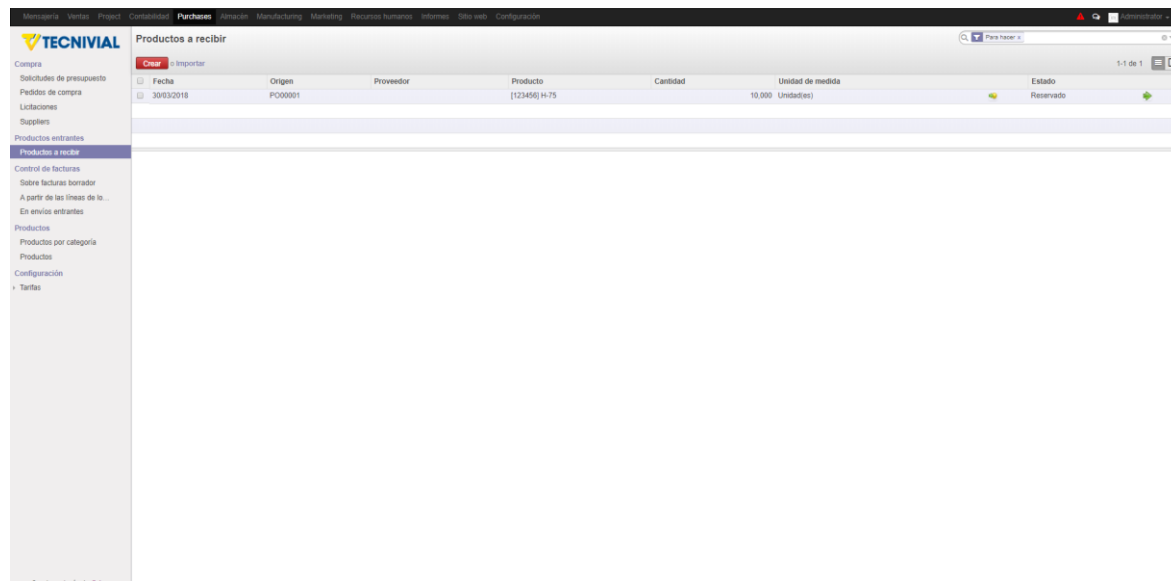 Mensajería Ventas Project Contabilidad Purchases Almacén Manufacturing Marketing Recursos humanos Informes Sitio web Configuración Administrator
TECNIVIAL
Productos a recibir
Para hacer x
Crear o Importar
1-1 de 1
Fecha Origen Proveedor Producto Cantidad Unidad de medida Estado
30/03/2018 PO00001 [123456] H-75 10,000 Unidad(es) Reservado
Compra
Solicitudes de presupuesto
Pedidos de compra
Licitaciones
Suppliers
Productos entrantes
Productos a recibir
Control de facturas
Sobre facturas borrador
A partir de las líneas de lo...
En envíos entrantes
Productos
Productos por categoría
Productos
Configuración
Tarifas